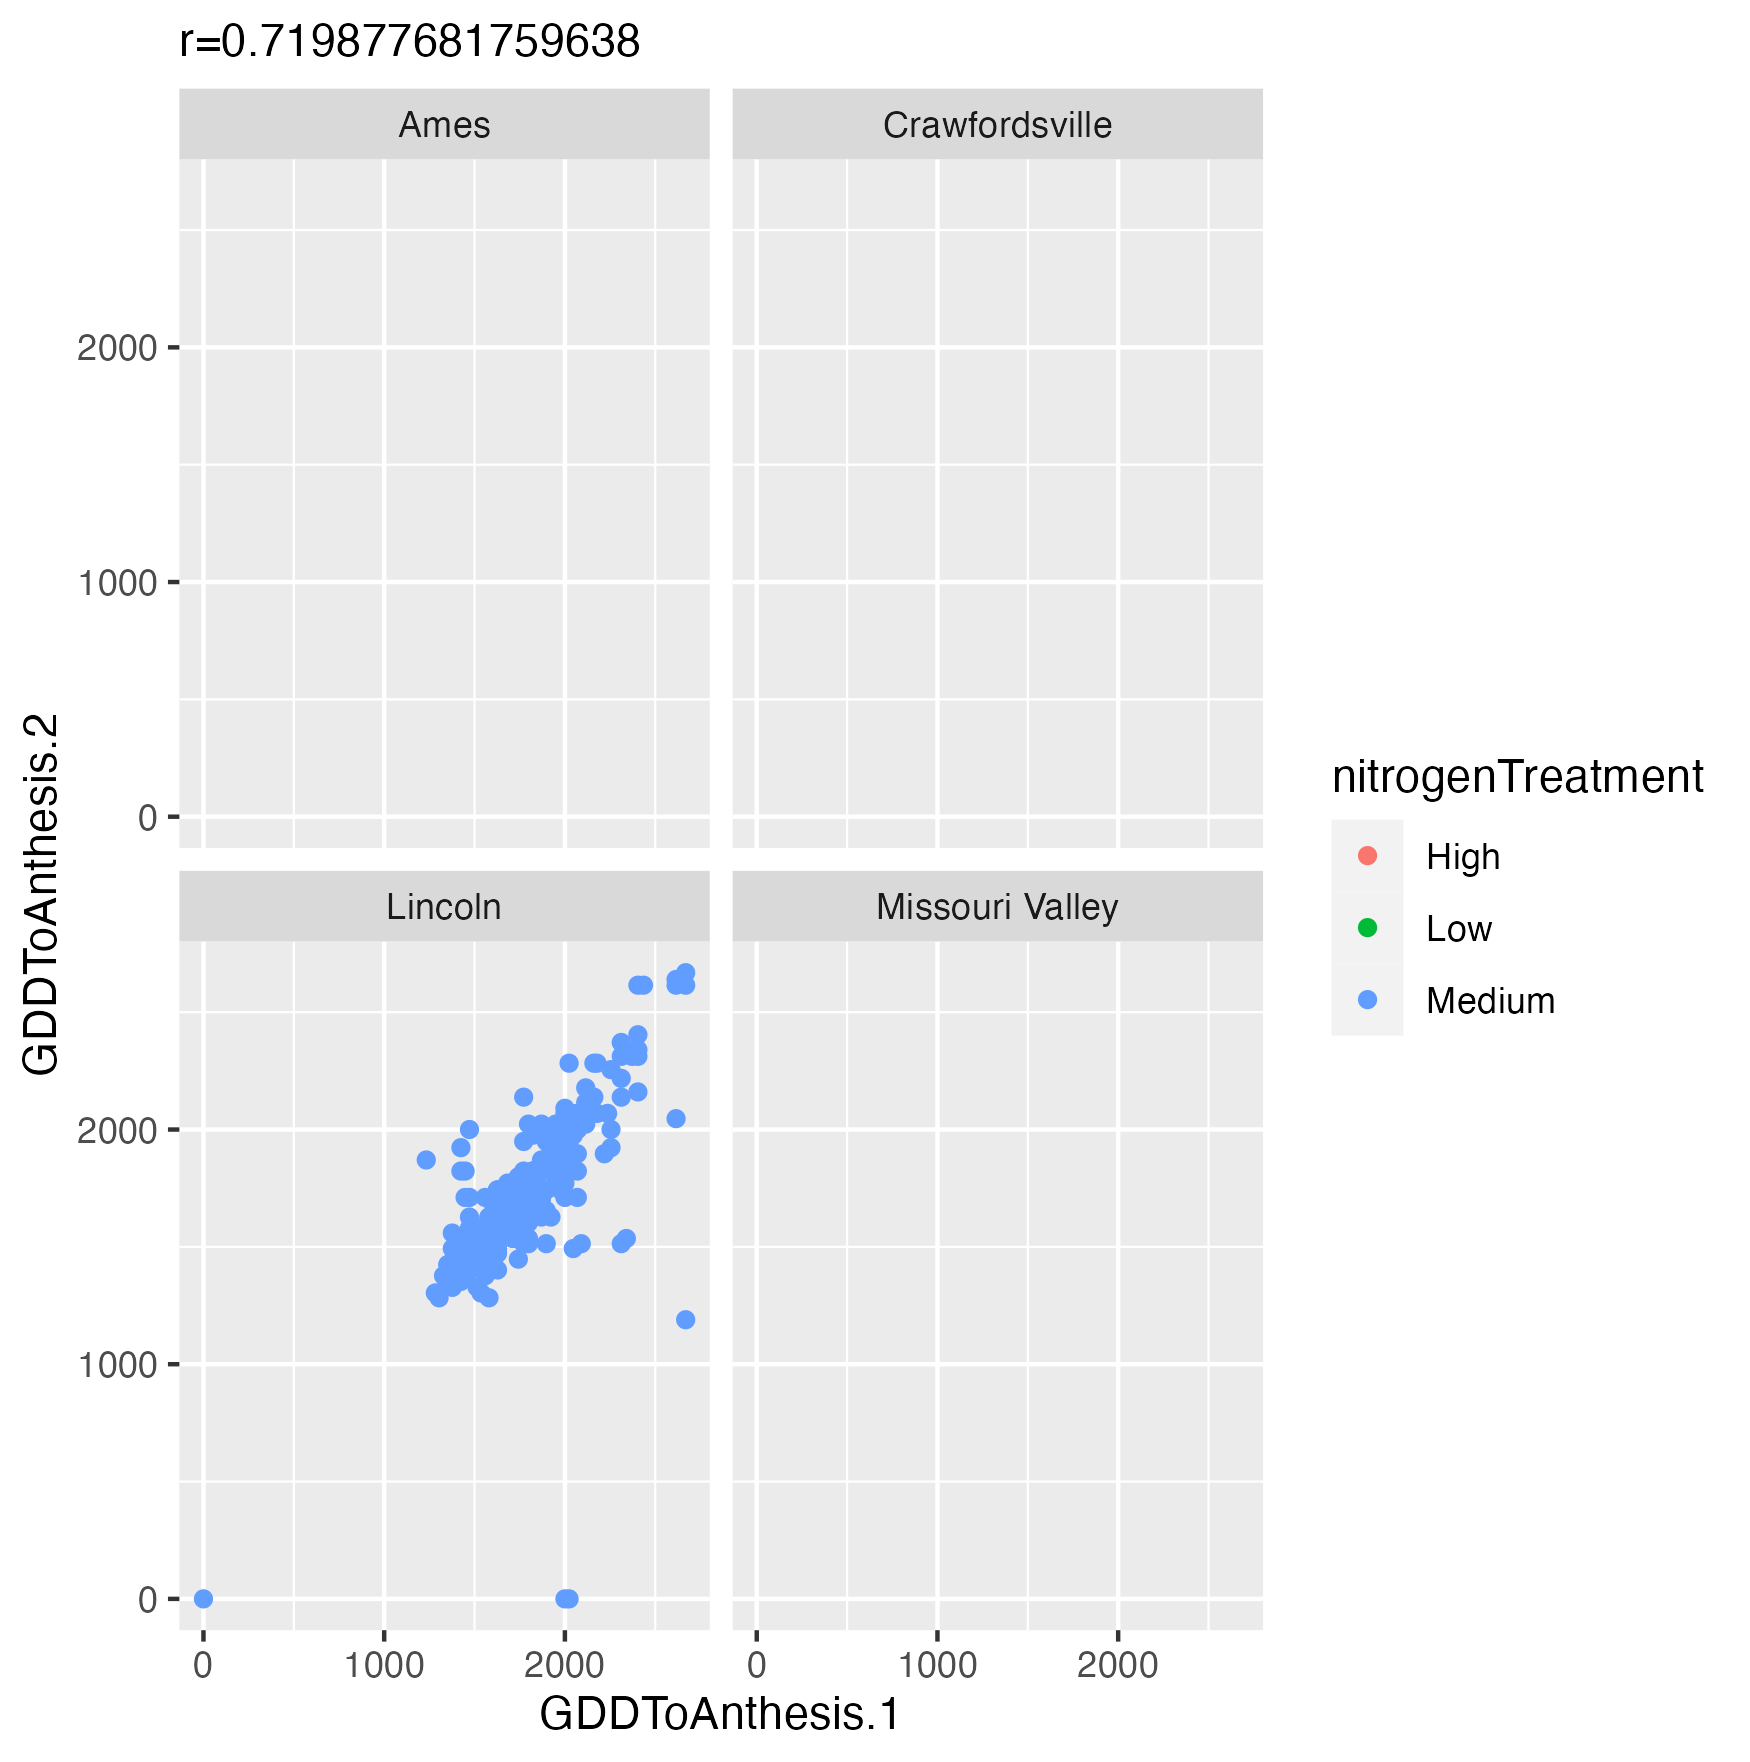 r=0.719877681759638
Ames
Crawfordsville
2000
1000
0
Lincoln
Missouri Valley
2000
1000
0
0
1000
2000
0
1000
2000
GDDToAnthesis.1
GDDToAnthesis.2
nitrogenTreatment
High
Low
Medium